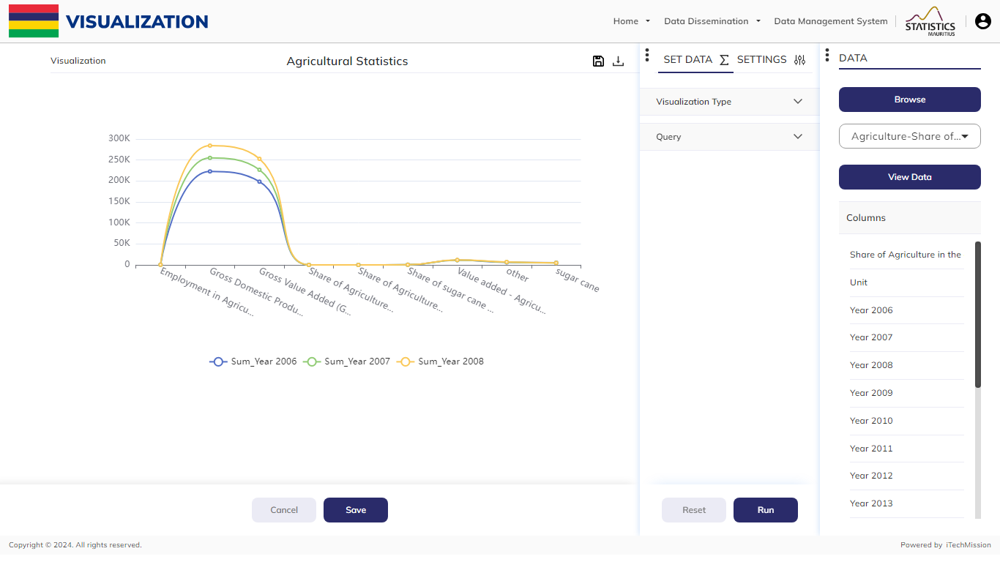 VISUALIZATION
Home
Data Dissemination
Data Management System
STATISTICS
MAURITIUS
Visualization
Agricultural Statistics
300K
250K
200K
150K
100K
50K
0
Employment in Agricu...
Gross Domestic Produ...
Gross Value Added (G...
Share of Agriculture...
Share of Agriculture...
Share of sugar cane ...
Value added - Agricu...
other
sugar cane
Sum_Year 2006
Sum_Year 2007
Sum_Year 2008
Cancel
Save
SET DATA
SETTINGS
Visualization Type
Query
Reset
Run
DATA
Browse
Agriculture-Share of...
View Data
Columns
Share of Agriculture in the
Unit
Year 2006
Year 2007
Year 2008
Year 2009
Year 2010
Year 2011
Year 2012
Year 2013
Copyright © 2024. All rights reserved.
Powered by iTechMission